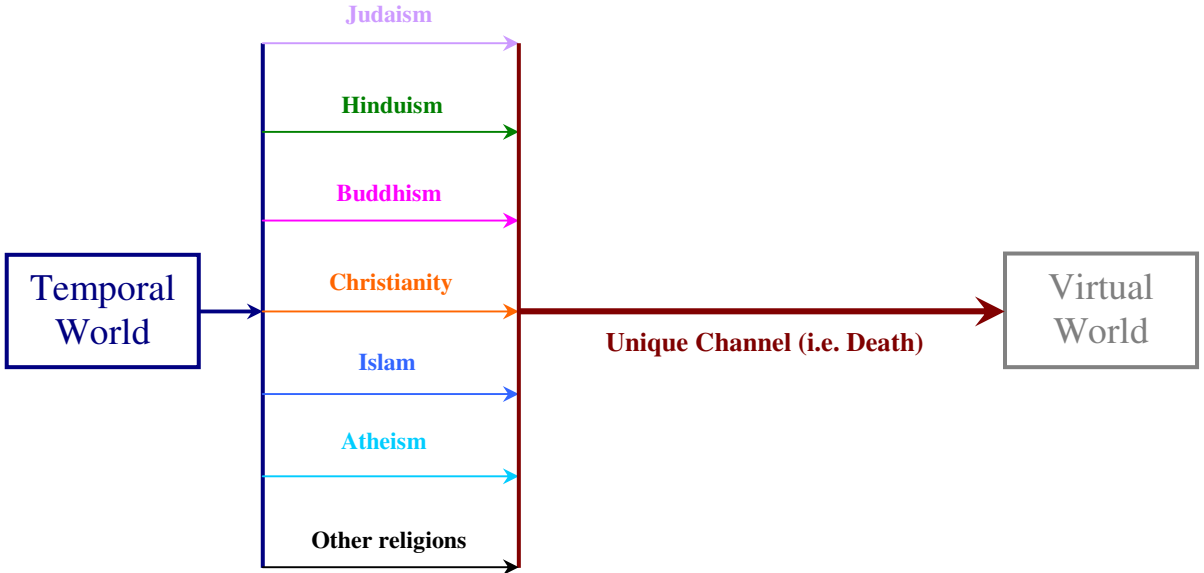 Judaism
Hinduism
Buddhism
Christianity
Temporal
World
Virtual
World
Unique Channel (i.e. Death)
Islam
Atheism
Other religions